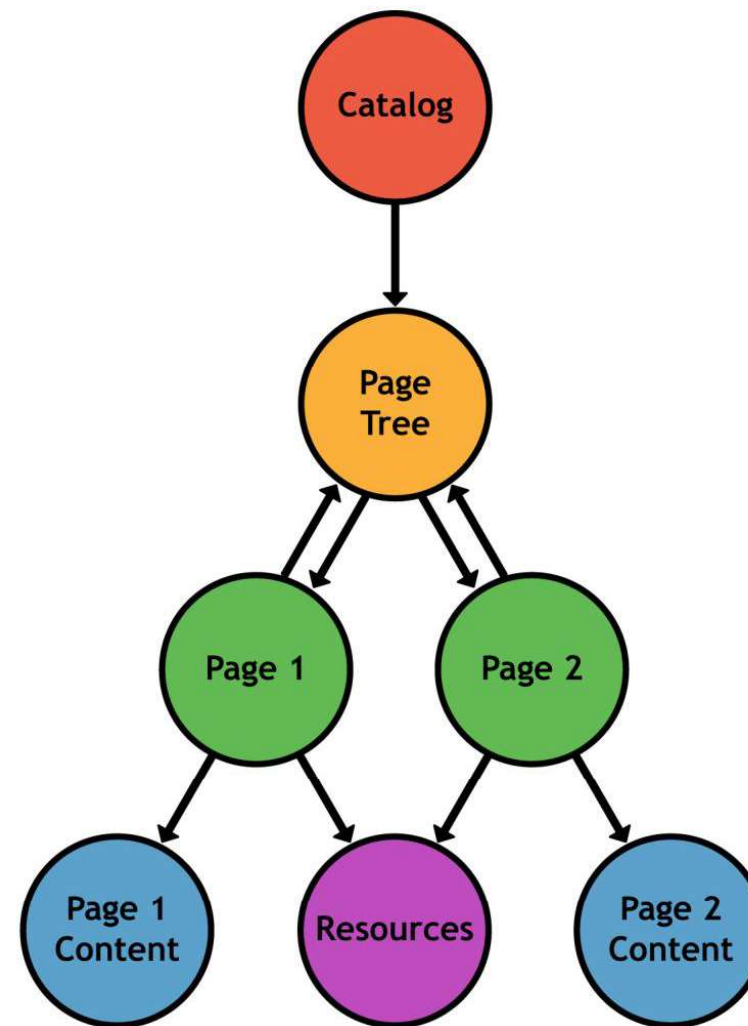 Catalog
Page
Tree
Page 1
Page 2
Page 1
Content
Resources
Page 2
Content